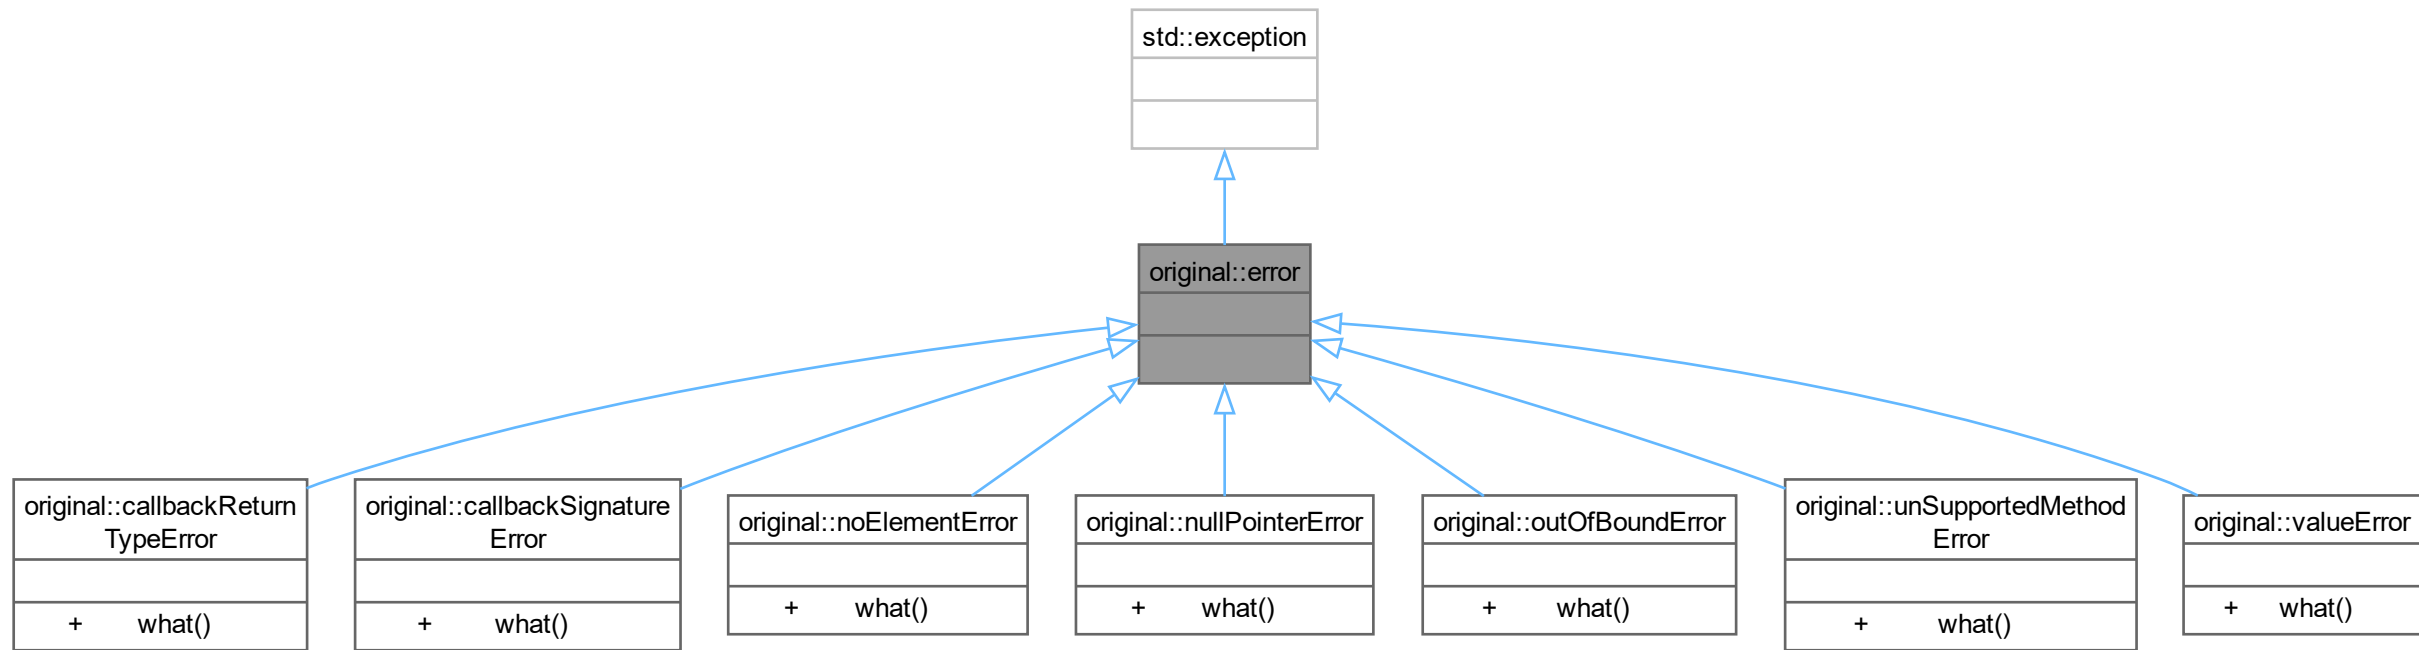 std::exception
original::error
original::callbackReturn
TypeError
+ what()
original::callbackSignature
Error
+ what()
original::noElementError
+ what()
original::nullPointerError
+ what()
original::outOfBoundError
+ what()
original::unSupportedMethod
Error
+ what()
original::valueError
+ what()